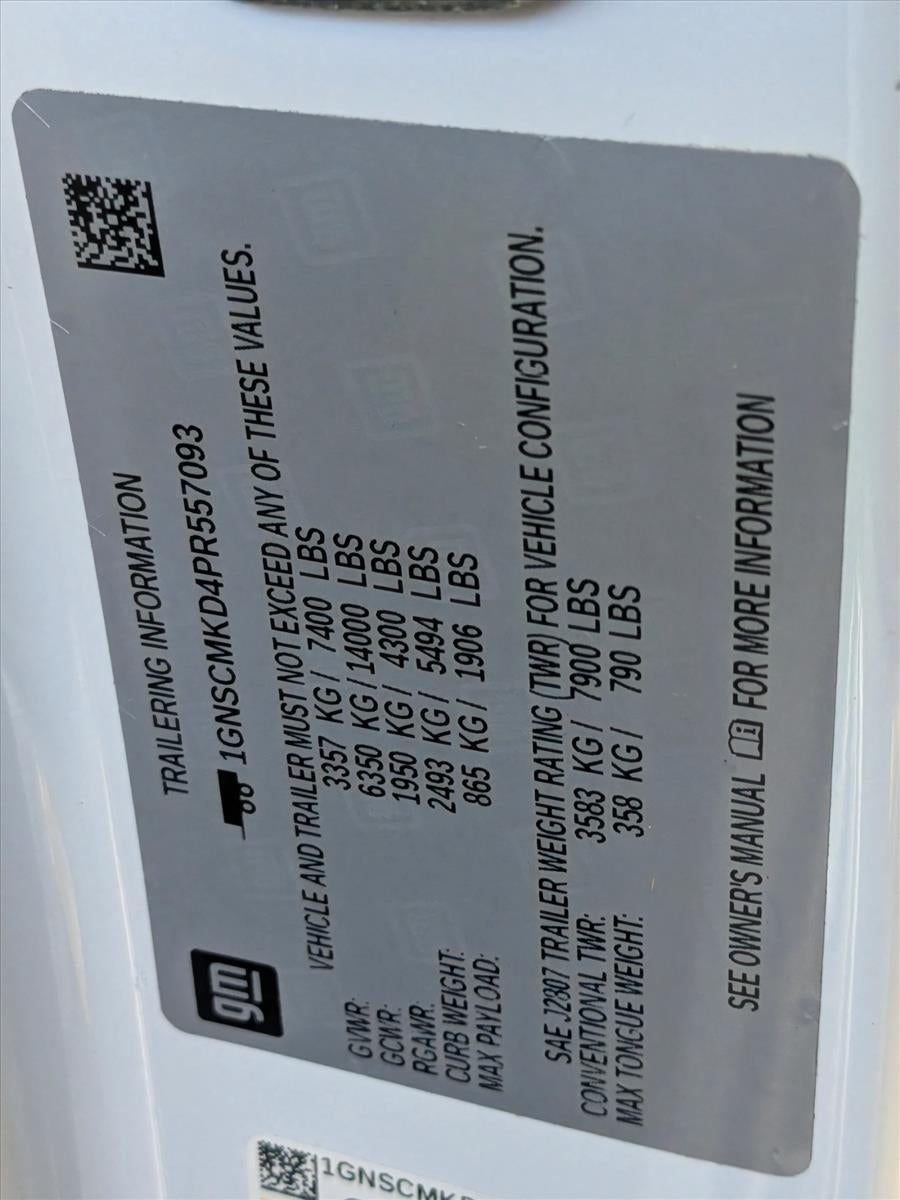 gm
TRAILERING INFORMATION
1GNSCMKD4PR557093
VEHICLE AND TRAILER MUST NOT EXCEED ANY OF THESE VALUES.
GVWR: 3357 KG / 7400 LBS
GCWR: 6350 KG / 14000 LBS
RGAWR: 1950 KG / 4300 LBS
CURB WEIGHT: 2493 KG / 5494 LBS
MAX PAYLOAD: 865 KG / 1906 LBS
SAE J2807 TRAILER WEIGHT RATING (TWR) FOR VEHICLE CONFIGURATION.
CONVENTIONAL TWR: 3583 KG / 7900 LBS
MAX TONGUE WEIGHT: 358 KG / 790 LBS
SEE OWNER'S MANUAL FOR MORE INFORMATION
1GNSCMK